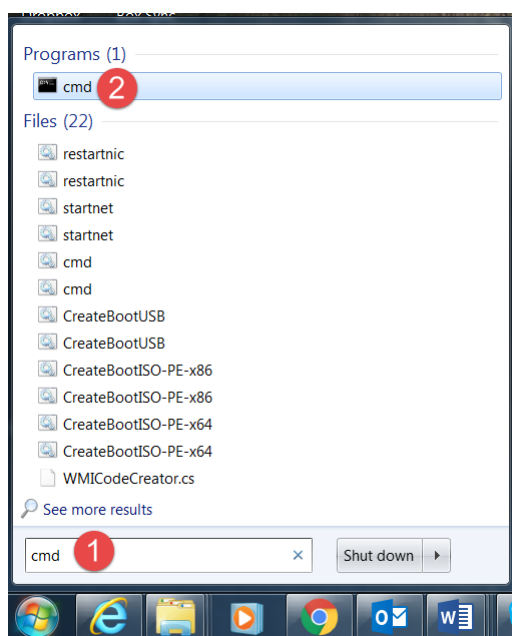 Programs (1)
cmd 2
Files (22)
restartnic
restartnic
startnet
startnet
cmd
cmd
CreateBootUSB
CreateBootUSB
CreateBootISO-PE-x86
CreateBootISO-PE-x86
CreateBootISO-PE-x64
CreateBootISO-PE-x64
WMICodeCreator.cs
See more results
cmd 1 × Shut down